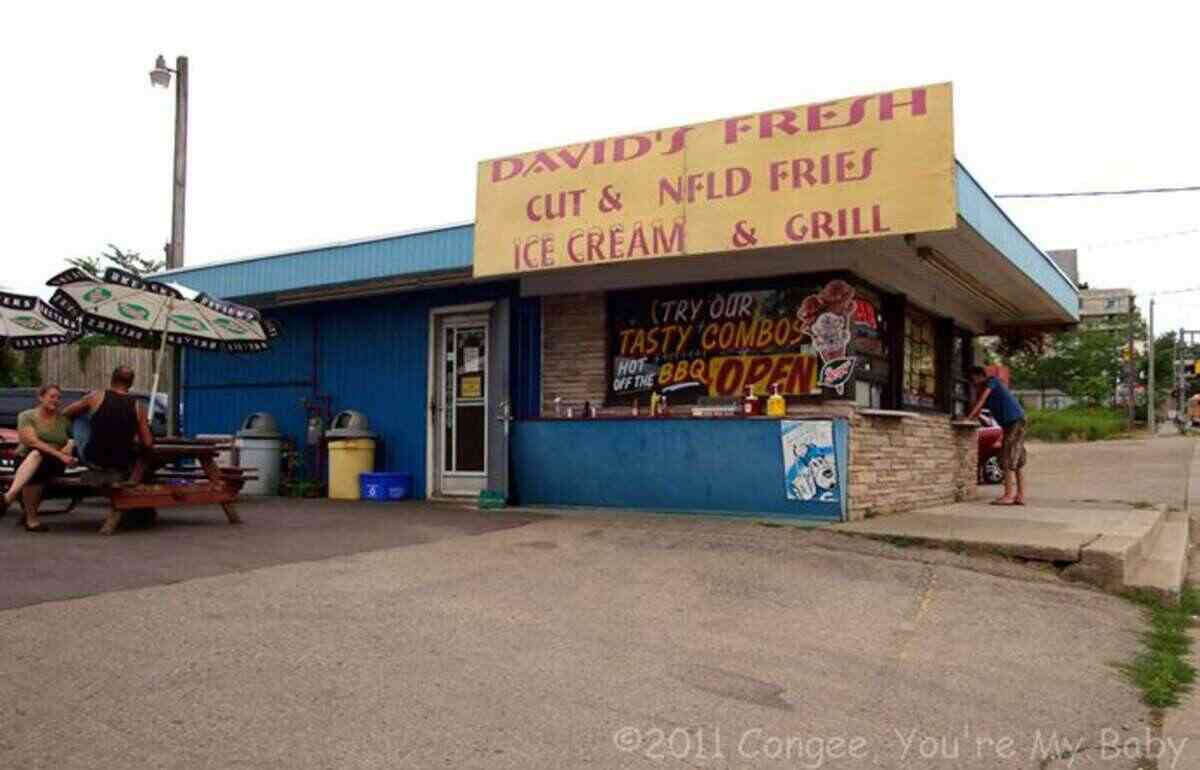 DAVID'S FRESH
CUT & NFLD FRIES
ICE CREAM & GRILL
TRY OUR
TASTY COMBOS
HOT
OFF THE
BBQ
OPEN
©2011 Congee, You're My Baby